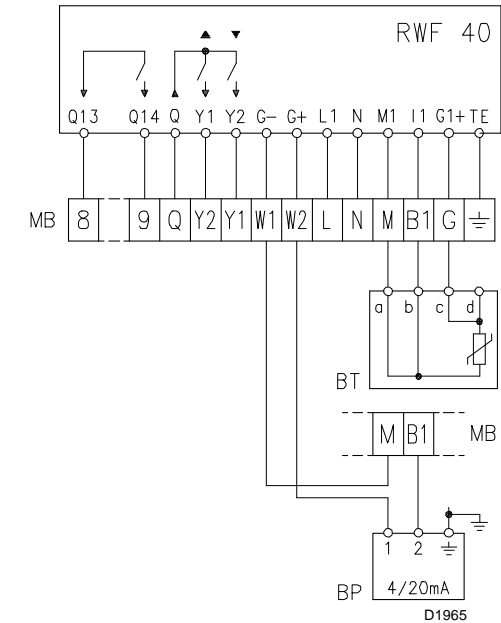 RWF 40
Q13 Q14 Q Y1 Y2 G- G+ L1 N M1 I1 G1+ TE
MB 8 9 Q Y2 Y1 W1 W2 L N M B1 G
a b c d
BT
M B1 MB
1 2
BP 4/20mA
D1965